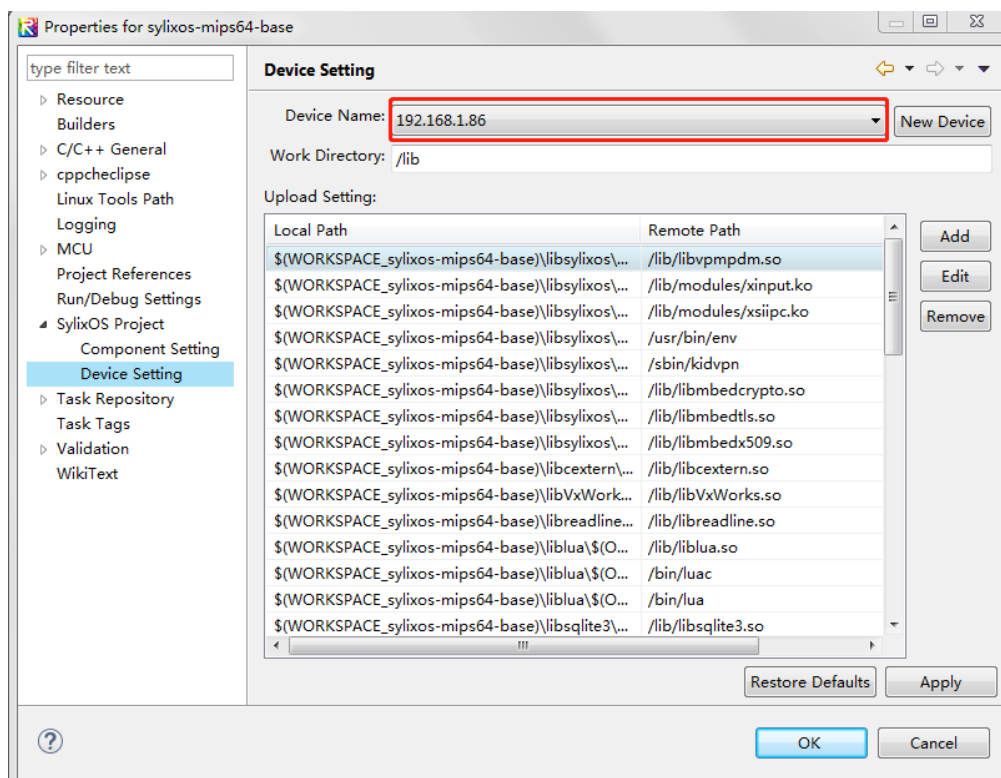 Properties for sylixos-mips64-base
type filter text
Resource
Builders
C/C++ General
cppcheclipse
Linux Tools Path
Logging
MCU
Project References
Run/Debug Settings
SylixOS Project
Component Setting
Device Setting
Task Repository
Task Tags
Validation
WikiText
Device Setting
Device Name: 192.168.1.86 New Device
Work Directory: /lib
Upload Setting:
Local Path Remote Path
$(WORKSPACE_sylixos-mips64-base)\libsylixos\... /lib/libvpmpdm.so
$(WORKSPACE_sylixos-mips64-base)\libsylixos\... /lib/modules/xinput.ko
$(WORKSPACE_sylixos-mips64-base)\libsylixos\... /lib/modules/xsiipc.ko
$(WORKSPACE_sylixos-mips64-base)\libsylixos\... /usr/bin/env
$(WORKSPACE_sylixos-mips64-base)\libsylixos\... /sbin/kidvpn
$(WORKSPACE_sylixos-mips64-base)\libsylixos\... /lib/libmbedcrypto.so
$(WORKSPACE_sylixos-mips64-base)\libsylixos\... /lib/libmbedtls.so
$(WORKSPACE_sylixos-mips64-base)\libsylixos\... /lib/libmbedx509.so
$(WORKSPACE_sylixos-mips64-base)\libcextern\... /lib/libcextern.so
$(WORKSPACE_sylixos-mips64-base)\libVxWork... /lib/libVxWorks.so
$(WORKSPACE_sylixos-mips64-base)\libreadline... /lib/libreadline.so
$(WORKSPACE_sylixos-mips64-base)\liblua\$(O... /lib/liblua.so
$(WORKSPACE_sylixos-mips64-base)\liblua\$(O... /bin/luac
$(WORKSPACE_sylixos-mips64-base)\liblua\$(O... /bin/lua
$(WORKSPACE_sylixos-mips64-base)\libsqlite3\... /lib/libsqlite3.so
Add
Edit
Remove
Restore Defaults Apply
OK Cancel